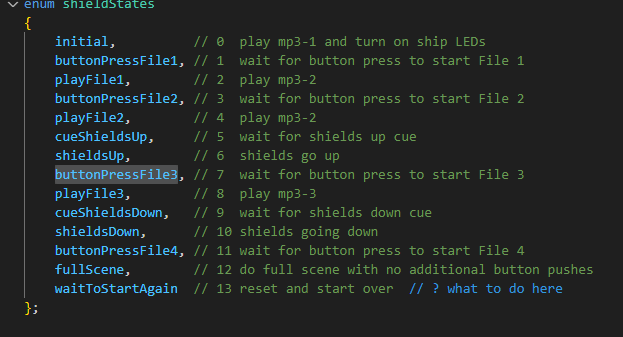 enum shieldStates
{
initial, // 0 play mp3-1 and turn on ship LEDs
buttonPressFile1, // 1 wait for button press to start File 1
playFile1, // 2 play mp3-2
buttonPressFile2, // 3 wait for button press to start File 2
playFile2, // 4 play mp3-2
cueShieldsUp, // 5 wait for shields up cue
shieldsUp, // 6 shields go up
buttonPressFile3, // 7 wait for button press to start File 3
playFile3, // 8 play mp3-3
cueShieldsDown, // 9 wait for shields down cue
shieldsDown, // 10 shields going down
buttonPressFile4, // 11 wait for button press to start File 4
fullScene, // 12 do full scene with no additional button pushes
waitToStartAgain // 13 reset and start over // ? what to do here
};